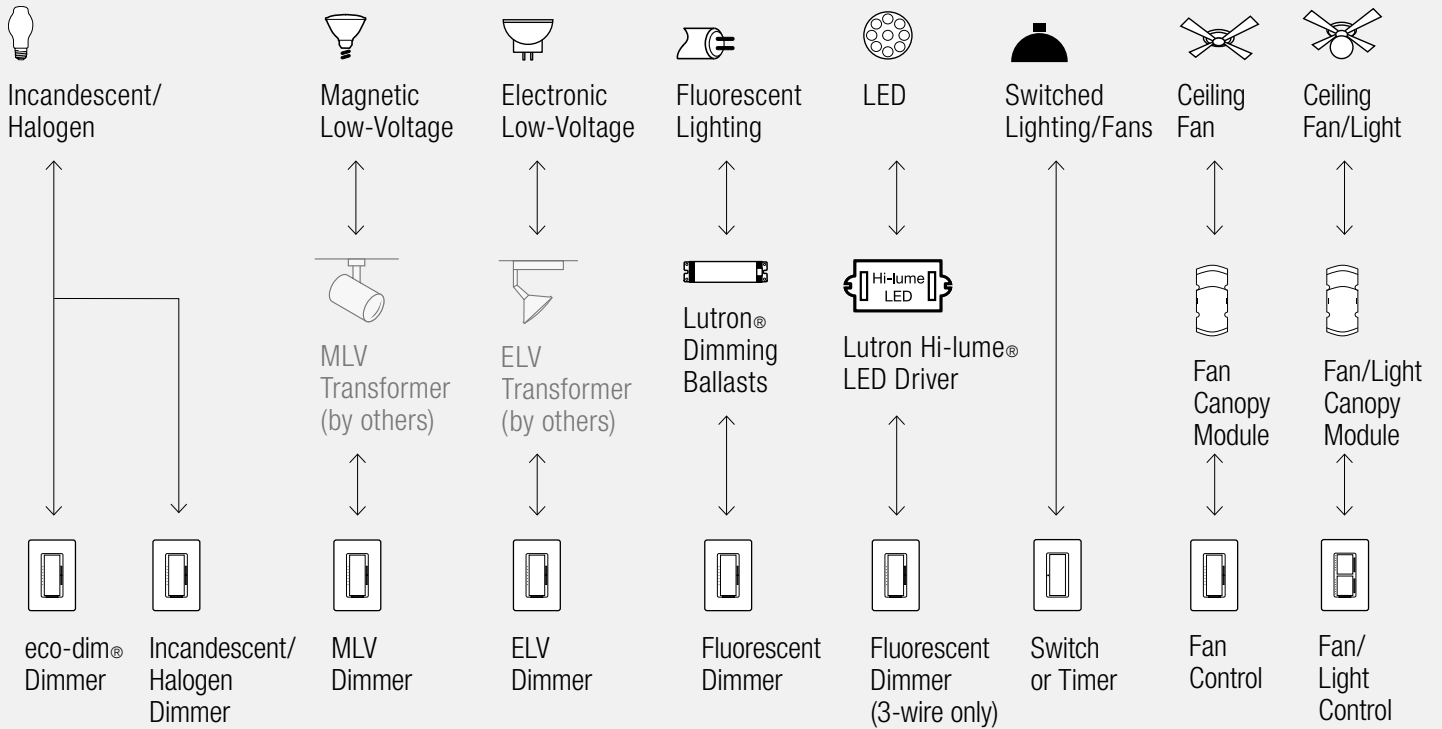 Incandescent/
Halogen
Magnetic
Low-Voltage
Electronic
Low-Voltage
Fluorescent
Lighting
LED
Switched
Lighting/Fans
Ceiling
Fan
Ceiling
Fan/Light
MLV
Transformer
(by others)
ELV
Transformer
(by others)
Lutron®
Dimming
Ballasts
Hi-lume
LED
Lutron Hi-lume®
LED Driver
Fan
Canopy
Module
Fan/Light
Canopy
Module
eco-dim®
Dimmer
Incandescent/
Halogen
Dimmer
MLV
Dimmer
ELV
Dimmer
Fluorescent
Dimmer
Fluorescent
Dimmer
(3-wire only)
Switch
or Timer
Fan
Control
Fan/
Light
Control